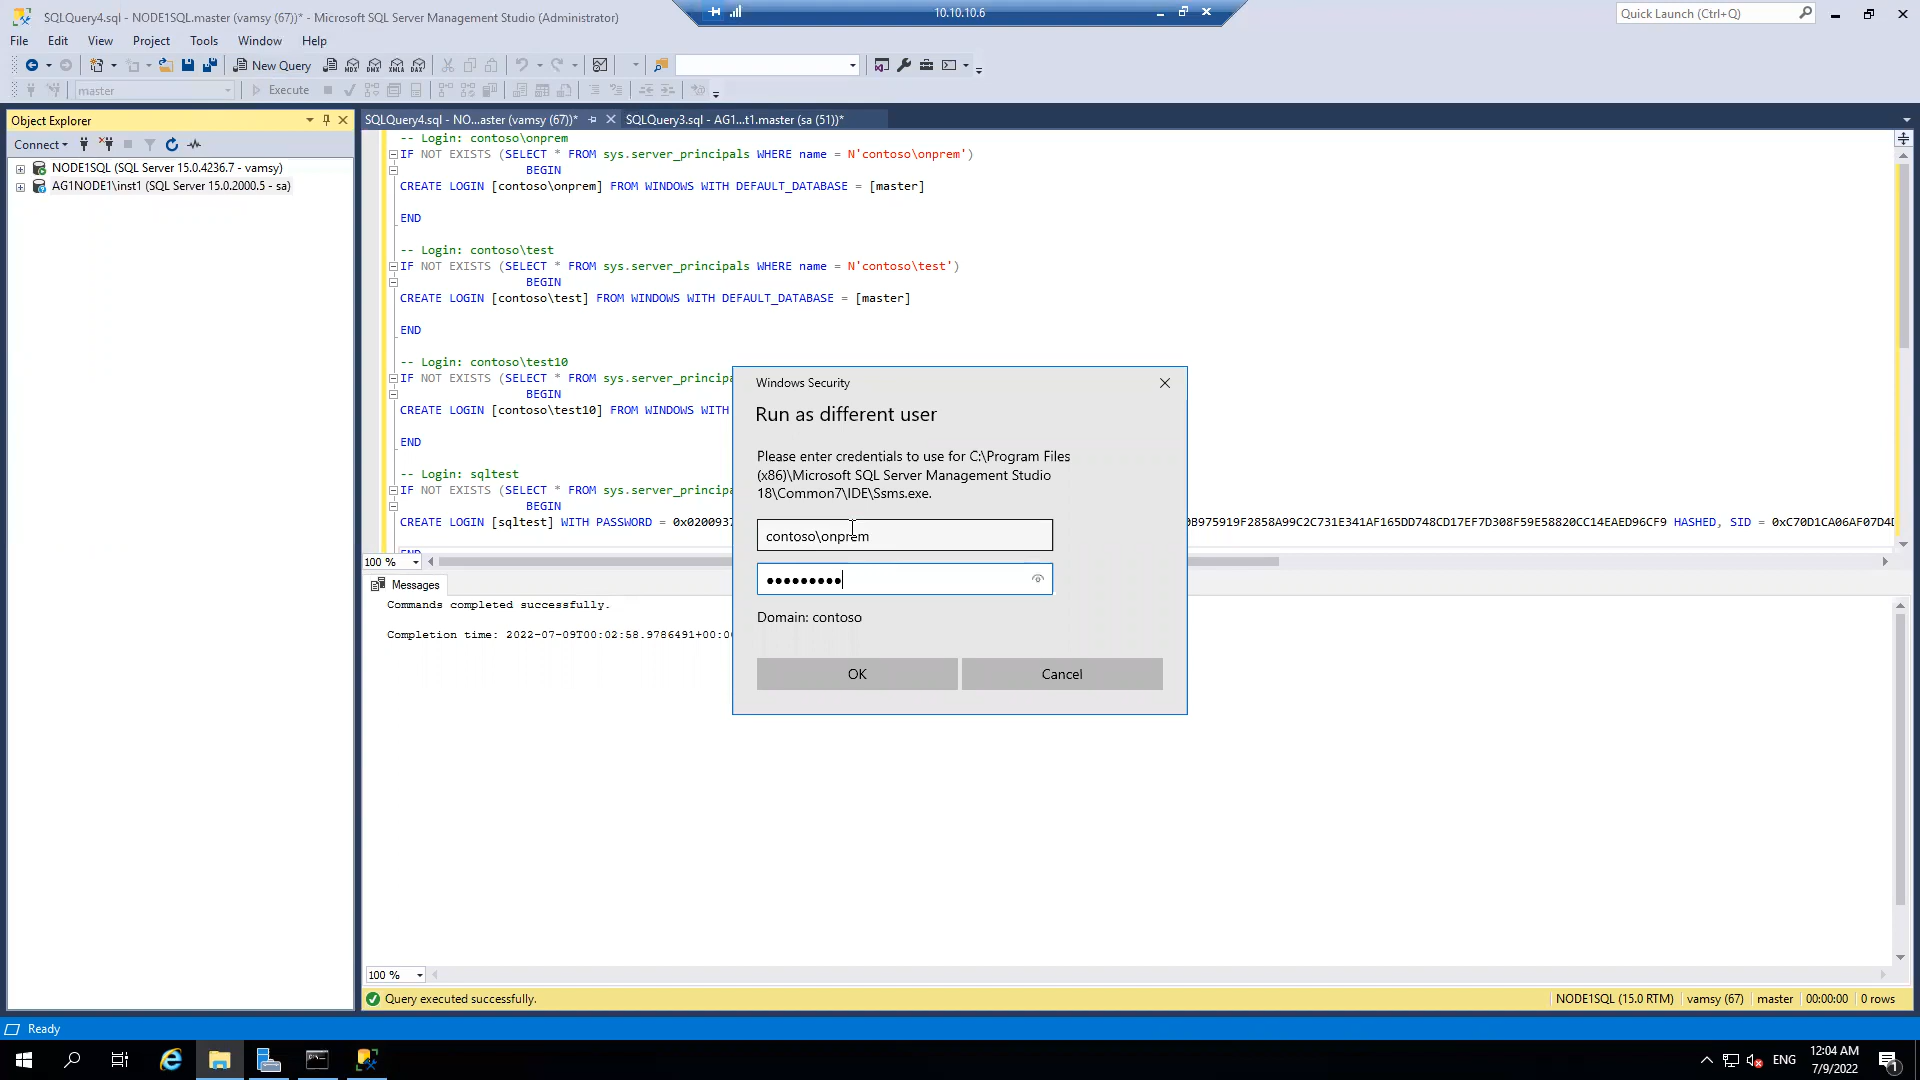 SQLQuery4.sql - NODE1SQL.master (vamsy (67))* - Microsoft SQL Server Management Studio (Administrator)
10.10.10.6
Quick Launch (Ctrl+Q)
File Edit View Project Tools Window Help
New Query
MDX DMX XMLA DAX
master
Execute
Object Explorer
SQLQuery4.sql - NO...aster (vamsy (67))*
SQLQuery3.sql - AG1...t1.master (sa (51))*
Connect
NODE1SQL (SQL Server 15.0.4236.7 - vamsy)
AG1NODE1\inst1 (SQL Server 15.0.2000.5 - sa)
-- Login: contoso\onprem
IF NOT EXISTS (SELECT * FROM sys.server_principals WHERE name = N'contoso\onprem')
BEGIN
CREATE LOGIN [contoso\onprem] FROM WINDOWS WITH DEFAULT_DATABASE = [master]
END
-- Login: contoso\test
IF NOT EXISTS (SELECT * FROM sys.server_principals WHERE name = N'contoso\test')
BEGIN
CREATE LOGIN [contoso\test] FROM WINDOWS WITH DEFAULT_DATABASE = [master]
END
-- Login: contoso\test10
IF NOT EXISTS (SELECT * FROM sys.server_principa
BEGIN
CREATE LOGIN [contoso\test10] FROM WINDOWS WITH
END
-- Login: sqltest
IF NOT EXISTS (SELECT * FROM sys.server_principa
BEGIN
CREATE LOGIN [sqltest] WITH PASSWORD = 0x0200937
0B975919F2858A99C2C731E341AF165DD748CD17EF7D308F59E58820CC14EAED96CF9 HASHED, SID = 0xC70D1CA06AF07D4D
END
100 %
Windows Security
Run as different user
Please enter credentials to use for C:\Program Files
(x86)\Microsoft SQL Server Management Studio
18\Common7\IDE\Ssms.exe.
contoso\onprem
Domain: contoso
OK
Cancel
Messages
Commands completed successfully.
Completion time: 2022-07-09T00:02:58.9786491+00:0
100 %
Query executed successfully.
NODE1SQL (15.0 RTM) vamsy (67) master 00:00:00 0 rows
Ready
ENG
12:04 AM
7/9/2022
1